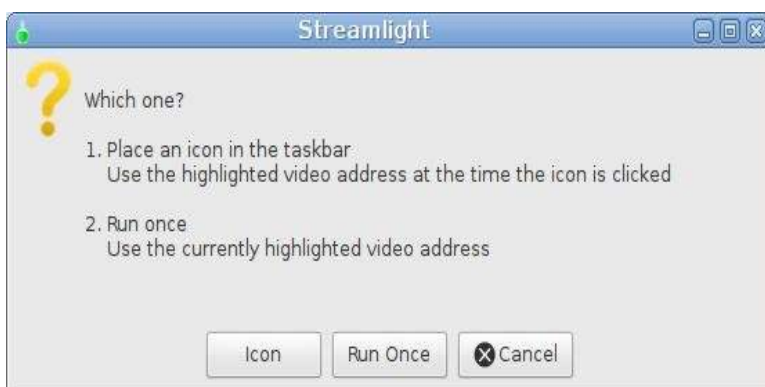 Streamlight
Which one?
1. Place an icon in the taskbar
Use the highlighted video address at the time the icon is clicked
2. Run once
Use the currently highlighted video address
Icon
Run Once
Cancel